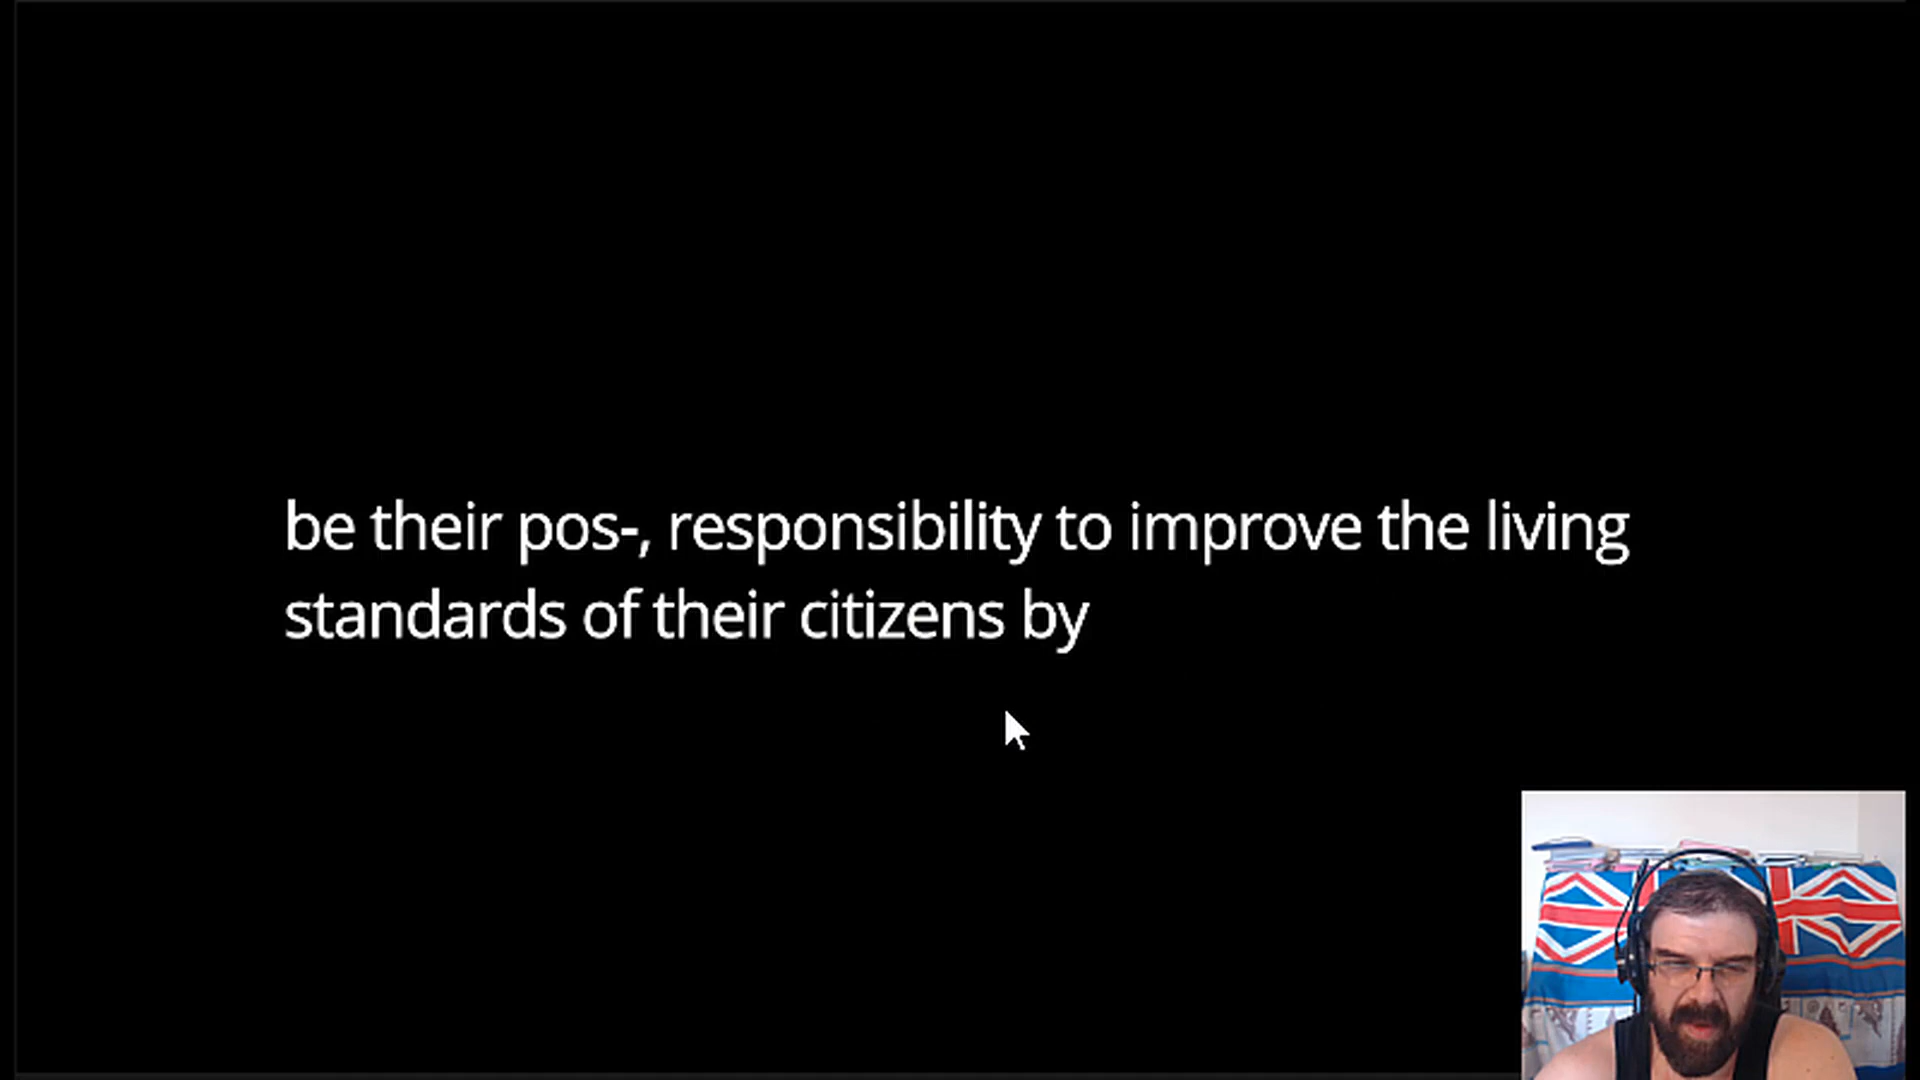 be their pos-, responsibility to improve the living
standards of their citizens by